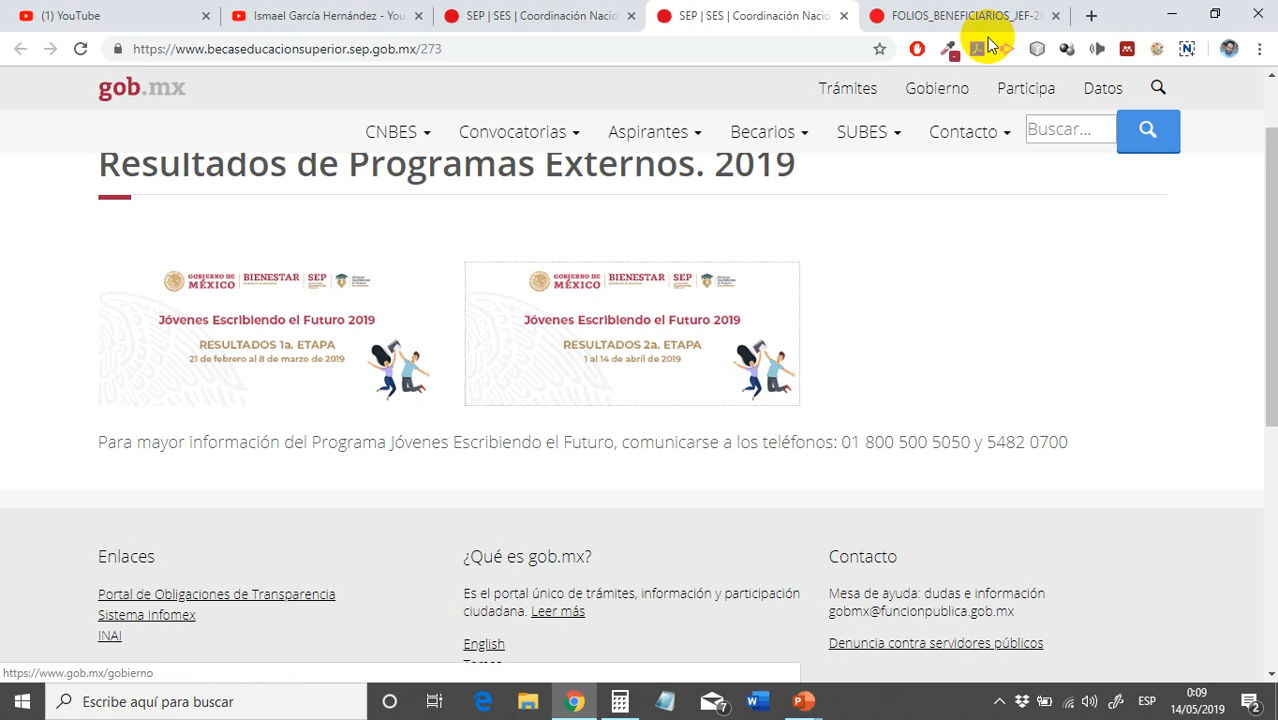 (1) YouTube
Ismael García Hernández - You
SEP | SES | Coordinación Nacio
SEP | SES | Coordinación Nacio
FOLIOS_BENEFICIARIOS_JEF-2
https://www.becaseducacionsuperior.sep.gob.mx/273
gob.mx
Trámites Gobierno Participa Datos
CNBES Convocatorias Aspirantes Becarios SUBES Contacto Buscar...
Resultados de Programas Externos. 2019
GOBIERNO DE MÉXICO BIENESTAR SEP
Jóvenes Escribiendo el Futuro 2019
RESULTADOS 1a. ETAPA
21 de febrero al 8 de marzo de 2019
GOBIERNO DE MÉXICO BIENESTAR SEP
Jóvenes Escribiendo el Futuro 2019
RESULTADOS 2a. ETAPA
1 al 14 de abril de 2019
Para mayor información del Programa Jóvenes Escribiendo el Futuro, comunicarse a los teléfonos: 01 800 500 5050 y 5482 0700
Enlaces
Portal de Obligaciones de Transparencia
Sistema Infomex
INAI
¿Qué es gob.mx?
Es el portal único de trámites, información y participación
ciudadana. Leer más
English
Temas
Contacto
Mesa de ayuda: dudas e información
gobmx@funcionpublica.gob.mx
Denuncia contra servidores públicos
https://www.gob.mx/gobierno
Escribe aquí para buscar
7
ESP
0:09
14/05/2019
2